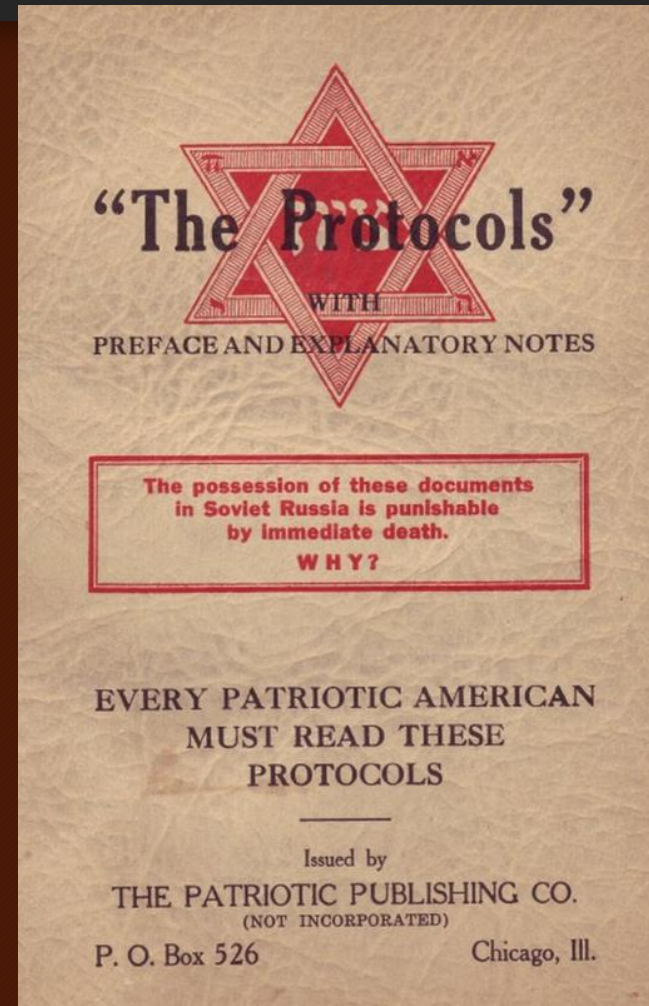 “The Protocols”
WITH
PREFACE AND EXPLANATORY NOTES
The possession of these documents
in Soviet Russia is punishable
by immediate death.
WHY?
EVERY PATRIOTIC AMERICAN
MUST READ THESE
PROTOCOLS
Issued by
THE PATRIOTIC PUBLISHING CO.
(NOT INCORPORATED)
P. O. Box 526 Chicago, Ill.